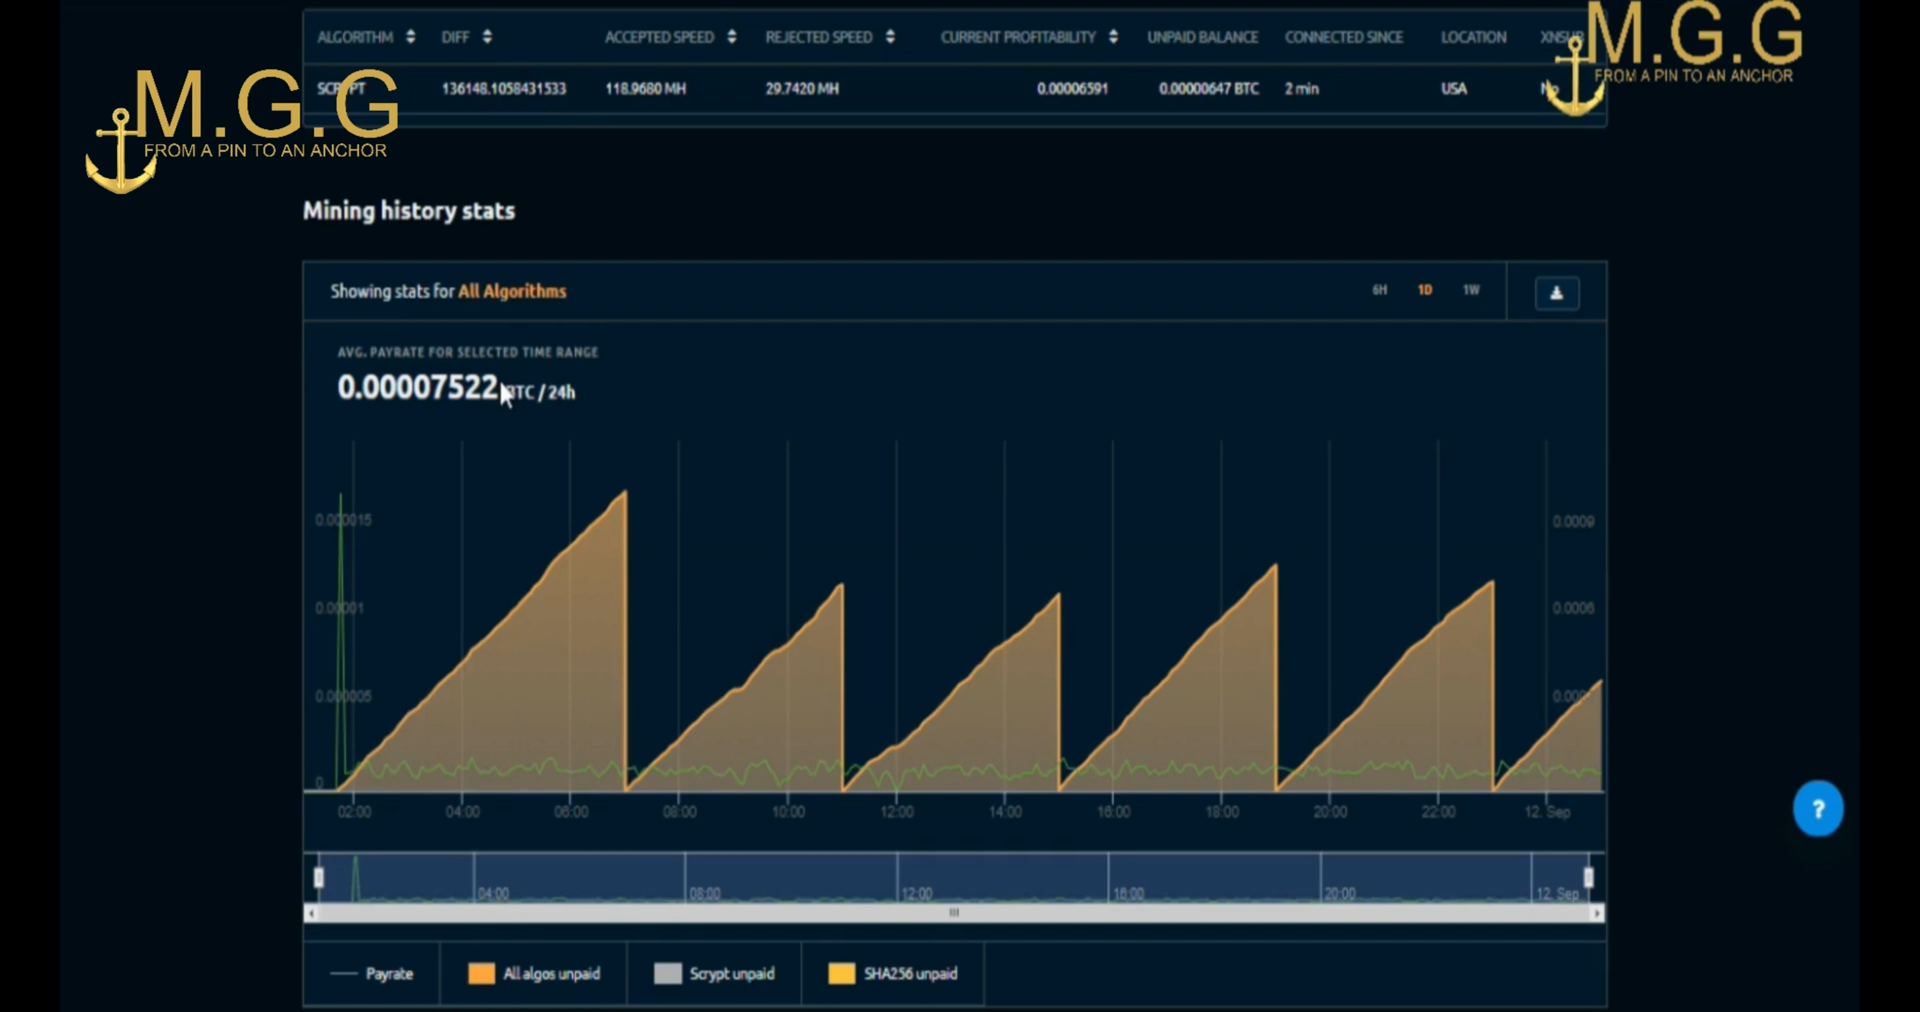 ALGORITHM DIFF ACCEPTED SPEED REJECTED SPEED CURRENT PROFITABILITY UNPAID BALANCE CONNECTED SINCE LOCATION
136148.1058431533 118.9680 MH 29.7420 MH 0.00006591 0.00000647 BTC 2 min USA
M.G.G
FROM A PIN TO AN ANCHOR
M.G.G
FROM A PIN TO AN ANCHOR
Mining history stats
Showing stats for All Algorithms
6H 1D 1W
AVG. PAYRATE FOR SELECTED TIME RANGE
0.00007522 BTC / 24h
0.000015 0.0009
0.00001 0.0006
0.000005
0
02:00 04:00 06:00 08:00 10:00 12:00 14:00 16:00 18:00 20:00 22:00 12. Sep
04:00 08:00 12:00 16:00 20:00 12. Sep
Payrate All algos unpaid Scrypt unpaid SHA256 unpaid
?